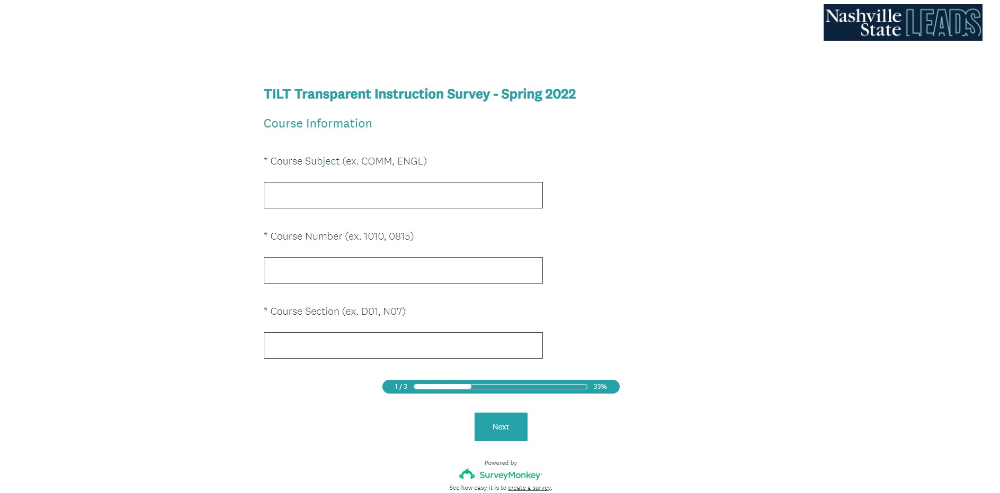 Nashville
State LEADS
TILT Transparent Instruction Survey - Spring 2022
Course Information
* Course Subject (ex. COMM, ENGL)
* Course Number (ex. 1010, 0815)
* Course Section (ex. D01, N07)
1 / 3 33%
Next
Powered by
SurveyMonkey®
See how easy it is to create a survey.